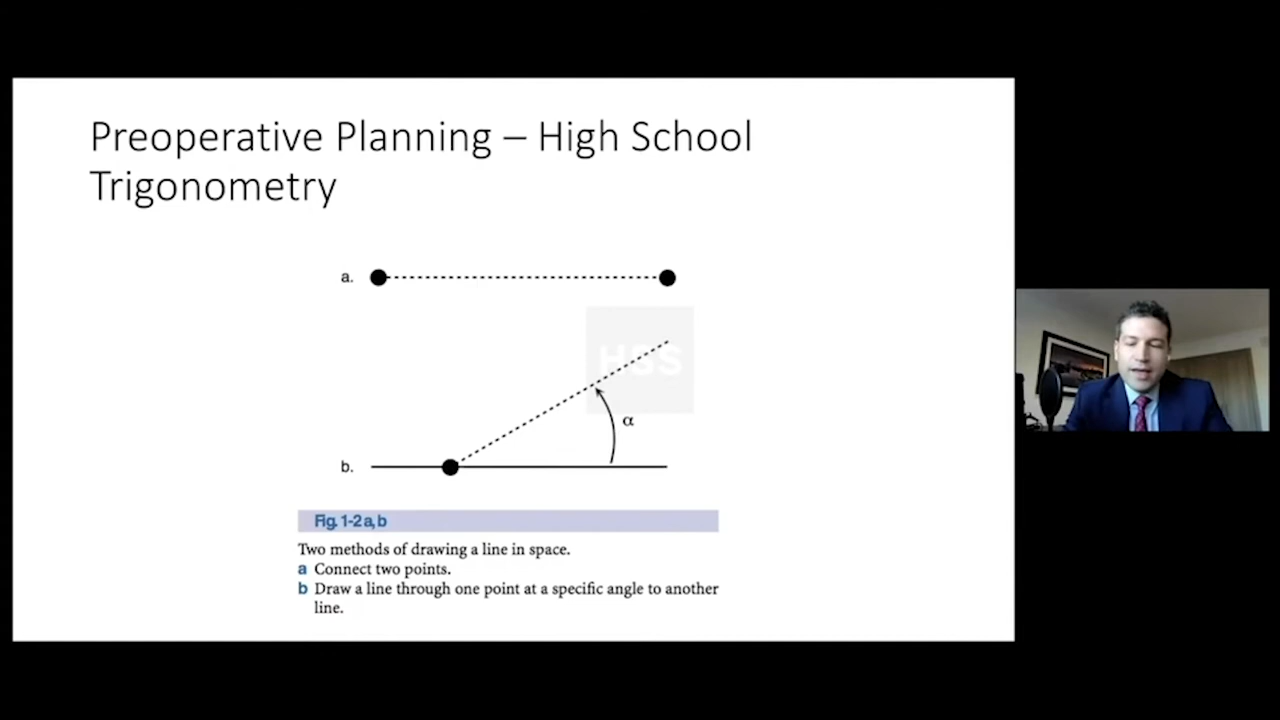 Preoperative Planning – High School
Trigonometry
a.
HSS
α
b.
Fig. 1-2 a, b
Two methods of drawing a line in space.
a Connect two points.
b Draw a line through one point at a specific angle to another
line.